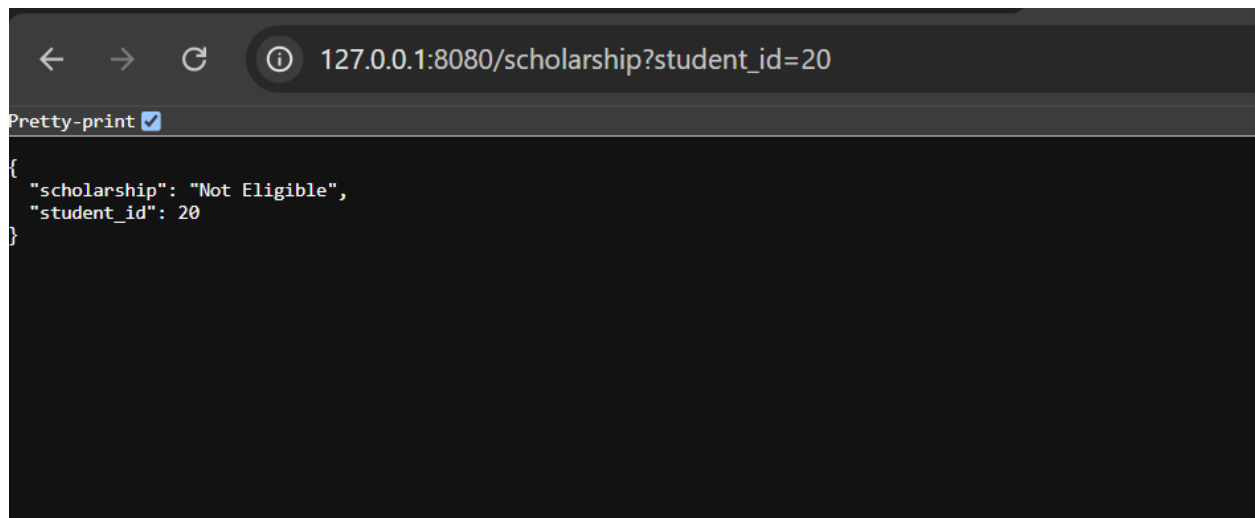 127.0.0.1:8080/scholarship?student_id=20
Pretty-print
{
"scholarship": "Not Eligible",
"student_id": 20
}